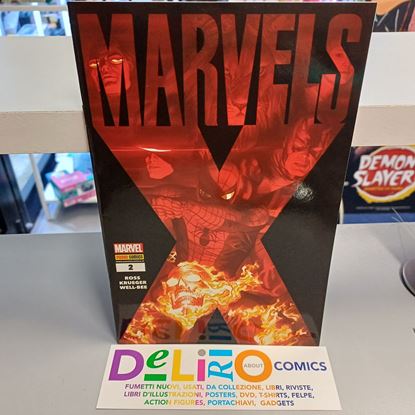 MARVELS
X
MARVEL
PANINI COMICS
2
ROSS
KRUEGER
WELL-BEE
DEMON
SLAYER
DeLiRiO
ABOUT
COMICS
FUMETTI NUOVI, USATI, DA COLLEZIONE, LIBRI, RIVISTE,
LIBRI D'ILLUSTRAZIONI, POSTERS, DVD, T-SHIRTS, FELPE,
ACTION FIGURES, PORTACHIAVI, GADGETS